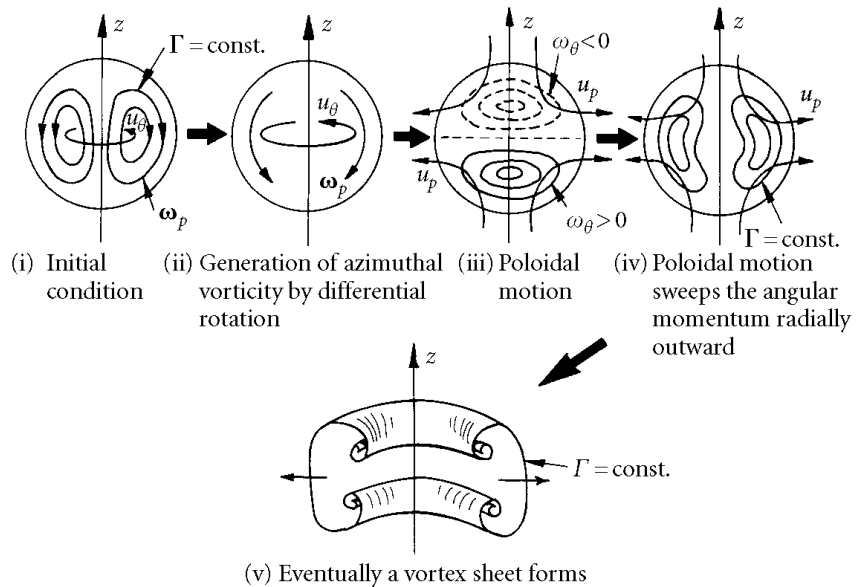 z
Γ = const.
u_θ
ω_p
(i) Initial
condition
z
u_θ
ω_p
(ii) Generation of azimuthal
vorticity by differential
rotation
z
ω_θ<0
u_p
u_p
ω_θ>0
(iii) Poloidal
motion
z
u_p
Γ = const.
(iv) Poloidal motion
sweeps the angular
momentum radially
outward
z
Γ = const.
(v) Eventually a vortex sheet forms